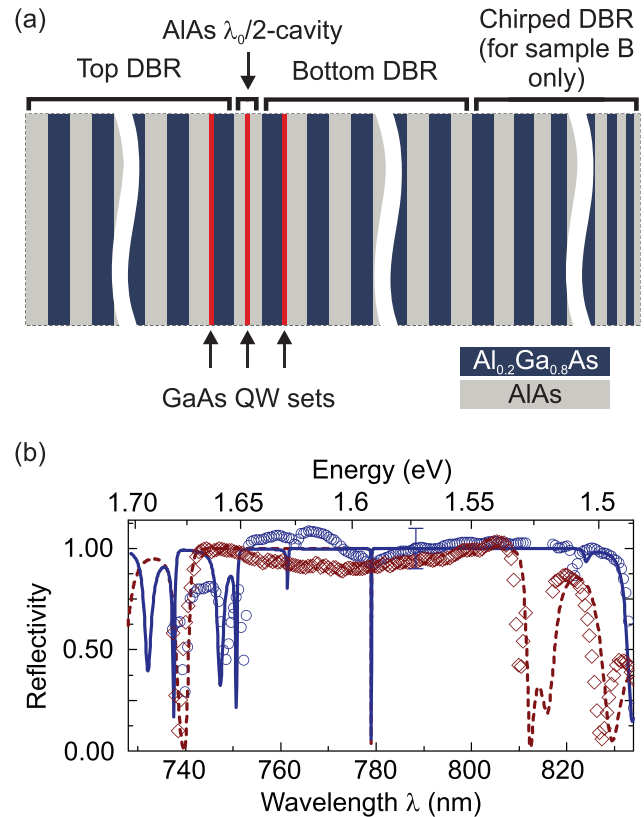 (a)
AlAs λ₀/2-cavity
Chirped DBR
(for sample B
only)
Top DBR
Bottom DBR
GaAs QW sets
Al₀.₂Ga₀.₈As
AlAs
(b)
Energy (eV)
1.70 1.65 1.6 1.55 1.5
Reflectivity
1.00
0.50
0.00
740 760 780 800 820
Wavelength λ (nm)